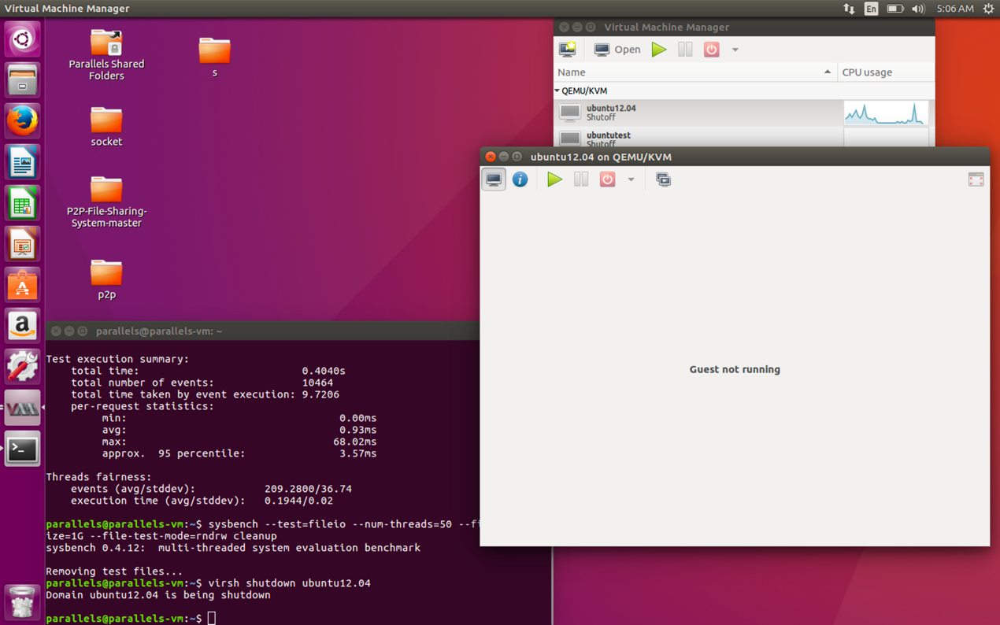 Virtual Machine Manager
En
5:06 AM
Parallels Shared
Folders
s
socket
P2P-File-Sharing-
System-master
p2p
Virtual Machine Manager
Open
Name
CPU usage
QEMU/KVM
ubuntu12.04
Shutoff
ubuntutest
Shutoff
ubuntu12.04 on QEMU/KVM
Guest not running
parallels@parallels-vm: ~
Test execution summary:
total time: 0.4040s
total number of events: 10464
total time taken by event execution: 9.7206
per-request statistics:
min: 0.00ms
avg: 0.93ms
max: 68.02ms
approx. 95 percentile: 3.57ms
Threads fairness:
events (avg/stddev): 209.2800/36.74
execution time (avg/stddev): 0.1944/0.02
parallels@parallels-vm:~$ sysbench --test=fileio --num-threads=50 --fi
ize=1G --file-test-mode=rndrw cleanup
sysbench 0.4.12: multi-threaded system evaluation benchmark
Removing test files...
parallels@parallels-vm:~$ virsh shutdown ubuntu12.04
Domain ubuntu12.04 is being shutdown
parallels@parallels-vm:~$